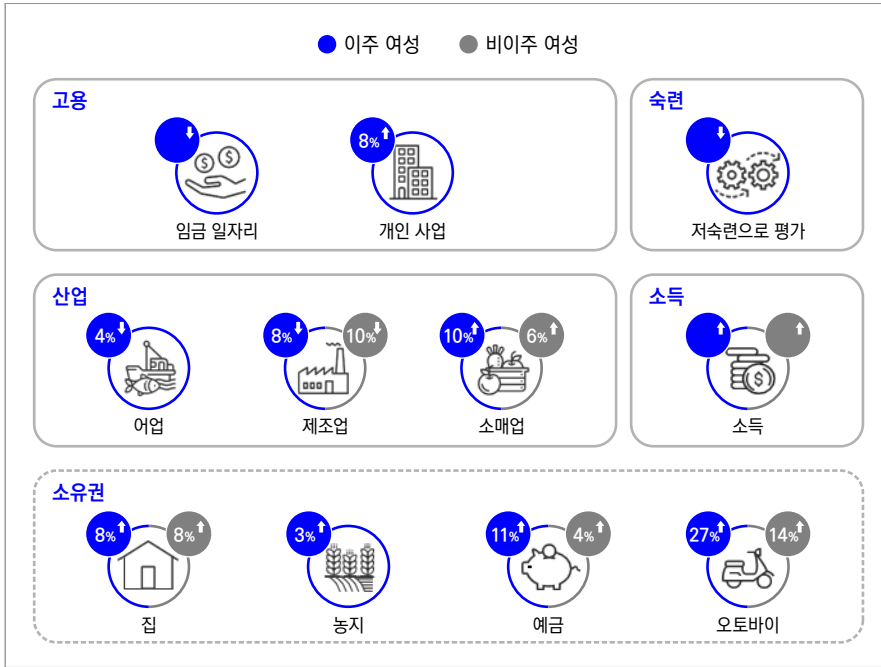 이주 여성 비이주 여성
고용
숙련
8%
임금 일자리 개인 사업
저숙련으로 평가
산업
소득
4% 8% 10% 10% 6%
어업 제조업 소매업
소득
소유권
8% 8% 3% 11% 4% 27% 14%
집 농지 예금 오토바이